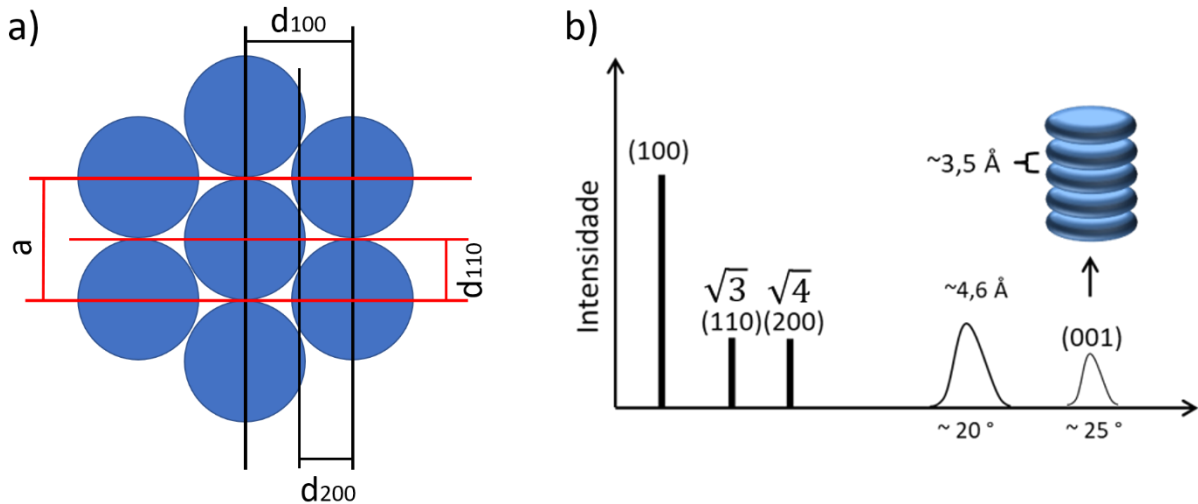 a)
d100
a
d110
d200
b)
Intensidade
(100)
√3
(110)
√4
(200)
~4,6 Å
~ 20 °
~3,5 Å
(001)
~ 25 °